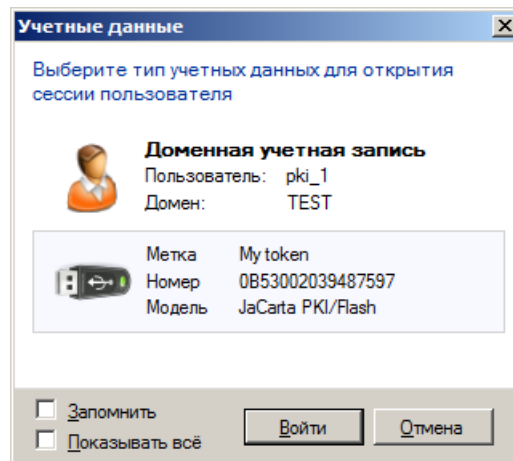 Учетные данные
Выберите тип учетных данных для открытия
сессии пользователя
Доменная учетная запись
Пользователь: pki_1
Домен: TEST
Метка My token
Номер 0B53002039487597
Модель JaCarta PKI/Flash
Запомнить
Показывать всё
Войти
Отмена